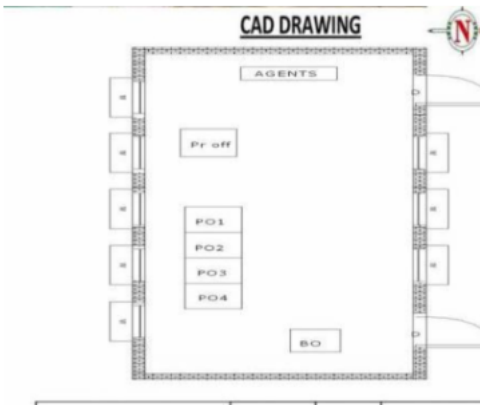 CAD DRAWING
N
AGENTS
D
Pr off
PO1
PO2
PO3
PO4
D
BO